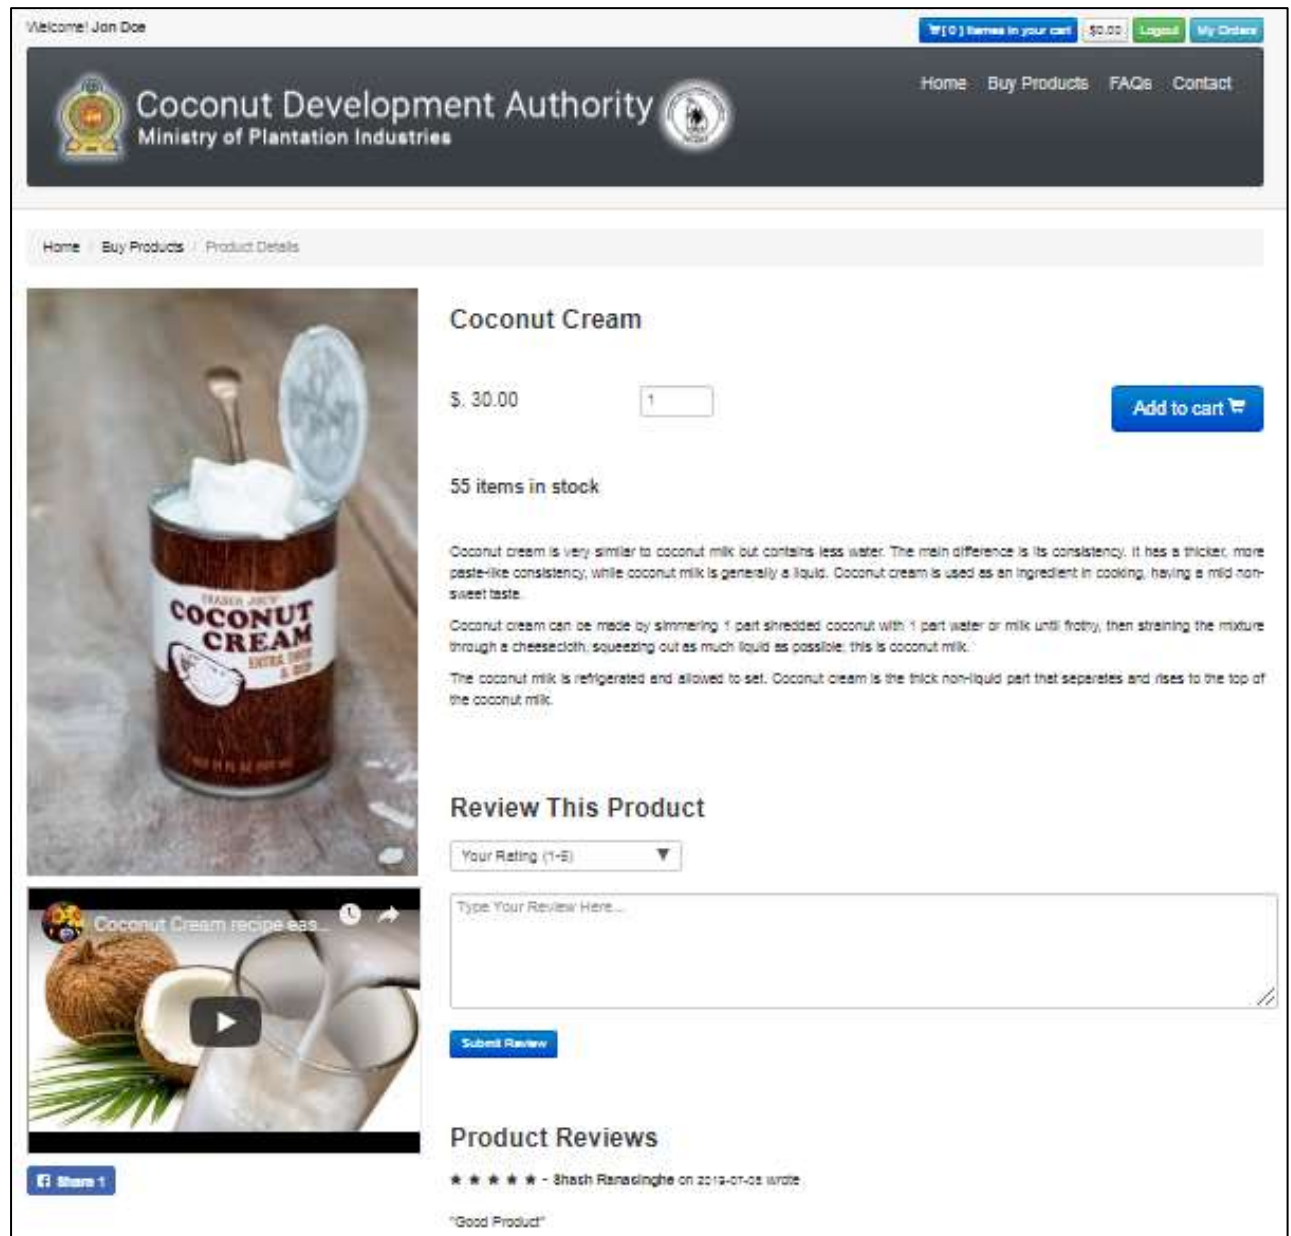 Welcome! Jon Doe
[ 0 ] Itemes in your cart $0.00 Logout My Orders
Coconut Development Authority
Ministry of Plantation Industries
Home Buy Products FAQs Contact
Home / Buy Products / Product Details
Coconut Cream
$. 30.00 1 Add to cart
55 items in stock
Coconut cream is very similar to coconut milk but contains less water. The main difference is its consistency. It has a thicker, more
paste-like consistency, while coconut milk is generally a liquid. Coconut cream is used as an ingredient in cooking, having a mild non-
sweet taste.
Coconut cream can be made by simmering 1 part shredded coconut with 1 part water or milk until frothy, then straining the mixture
through a cheesecloth, squeezing out as much liquid as possible; this is coconut milk.
The coconut milk is refrigerated and allowed to set. Coconut cream is the thick non-liquid part that separates and rises to the top of
the coconut milk.
TRADER JOE'S
COCONUT
CREAM
EXTRA THICK
& RICH
Review This Product
Your Rating (1-5)
Type Your Review Here...
Submit Review
Coconut Cream recipe eas...
Share 1
Product Reviews
★ ★ ★ ★ ★ - Shash Ranasinghe on wrote
"Good Product"